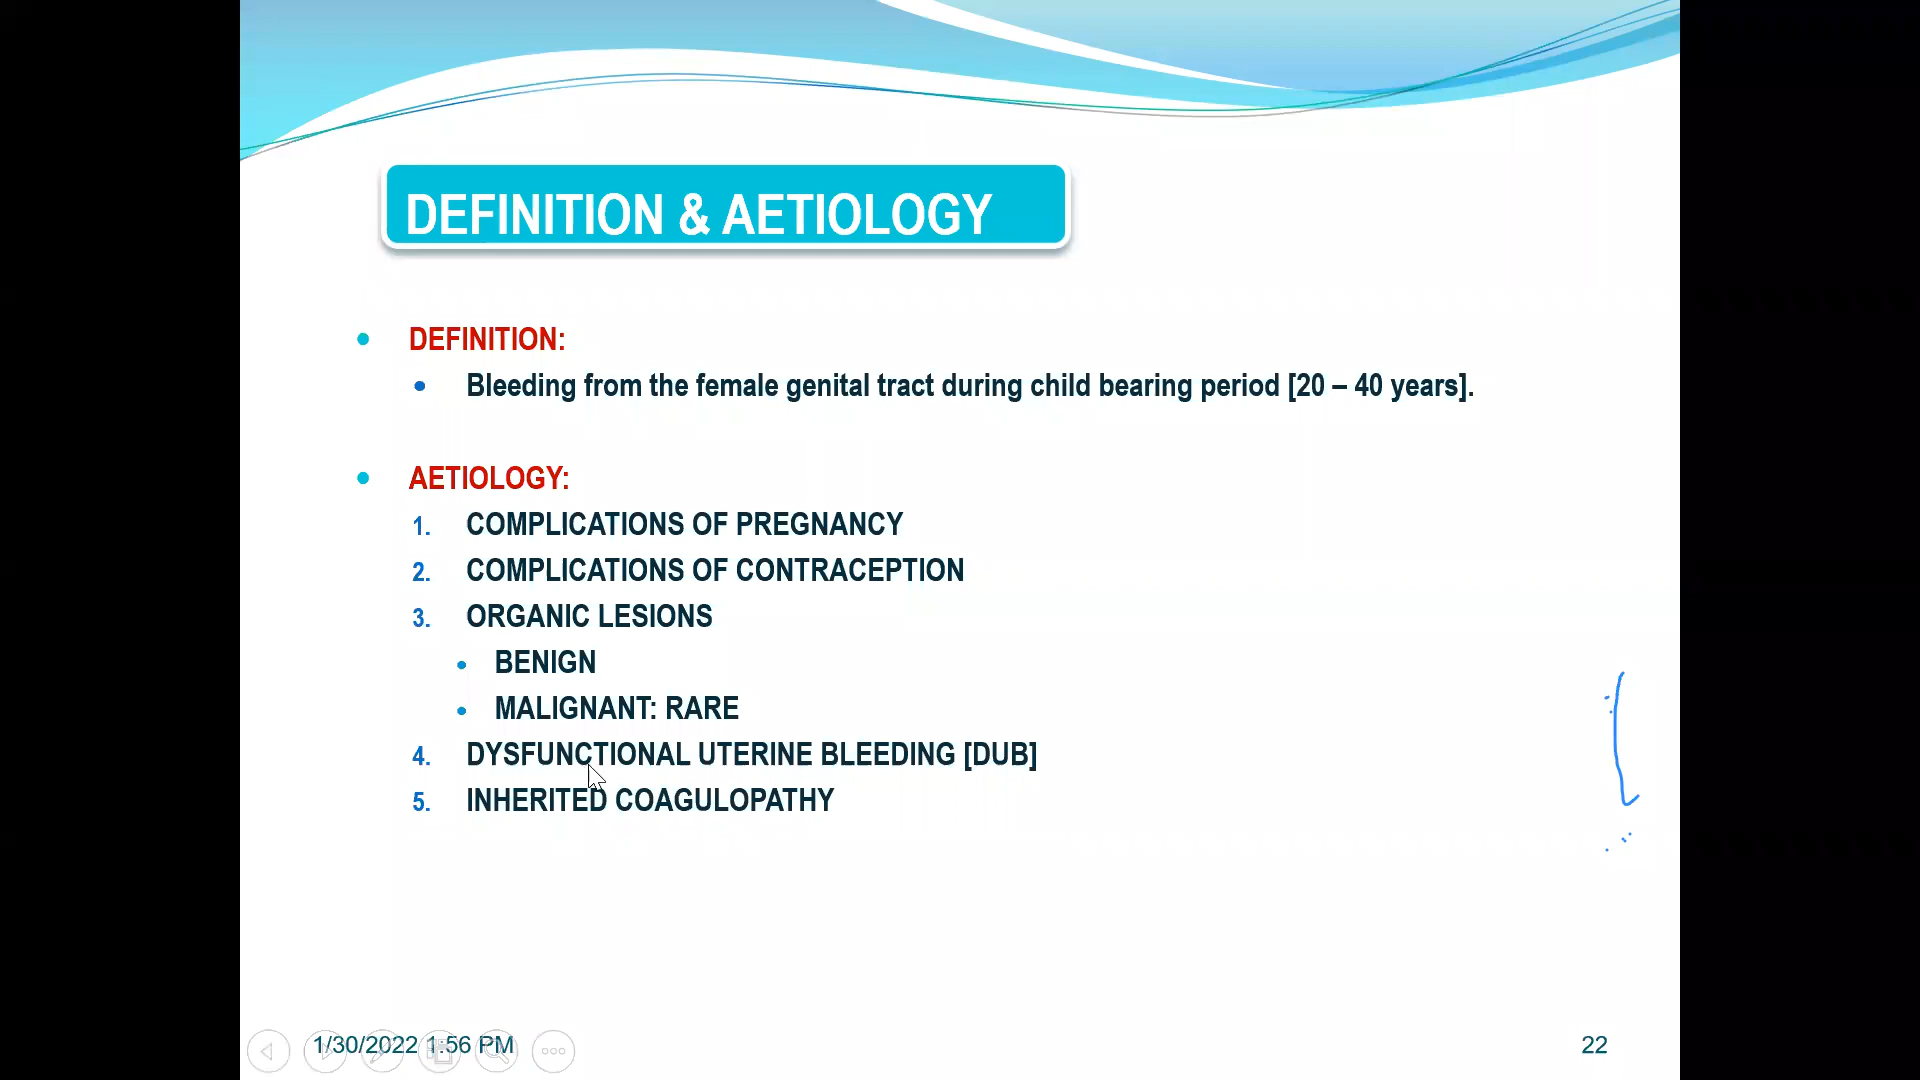 DEFINITION & AETIOLOGY
DEFINITION:
Bleeding from the female genital tract during child bearing period [20 – 40 years].
AETIOLOGY:
1. COMPLICATIONS OF PREGNANCY
2. COMPLICATIONS OF CONTRACEPTION
3. ORGANIC LESIONS
BENIGN
MALIGNANT: RARE
4. DYSFUNCTIONAL UTERINE BLEEDING [DUB]
5. INHERITED COAGULOPATHY
1/30/2022 1:56 PM
22